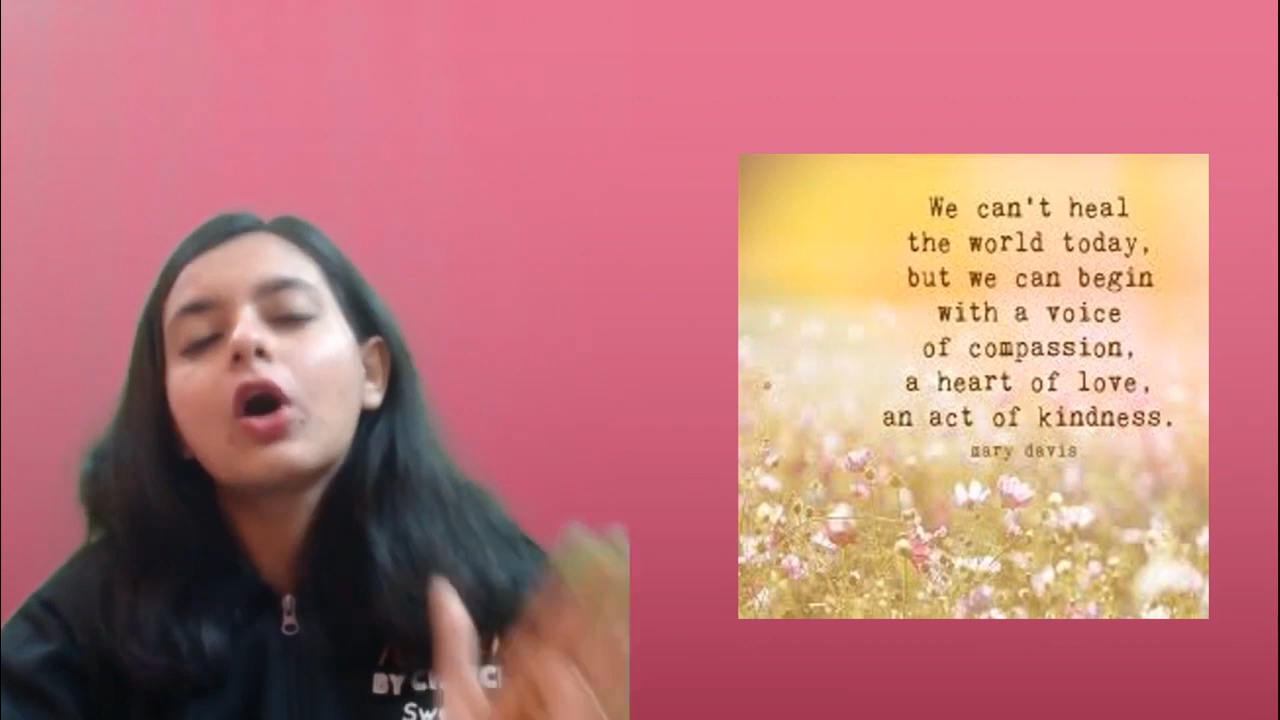 We can't heal
the world today,
but we can begin
with a voice
of compassion,
a heart of love,
an act of kindness.
mary davis
BY